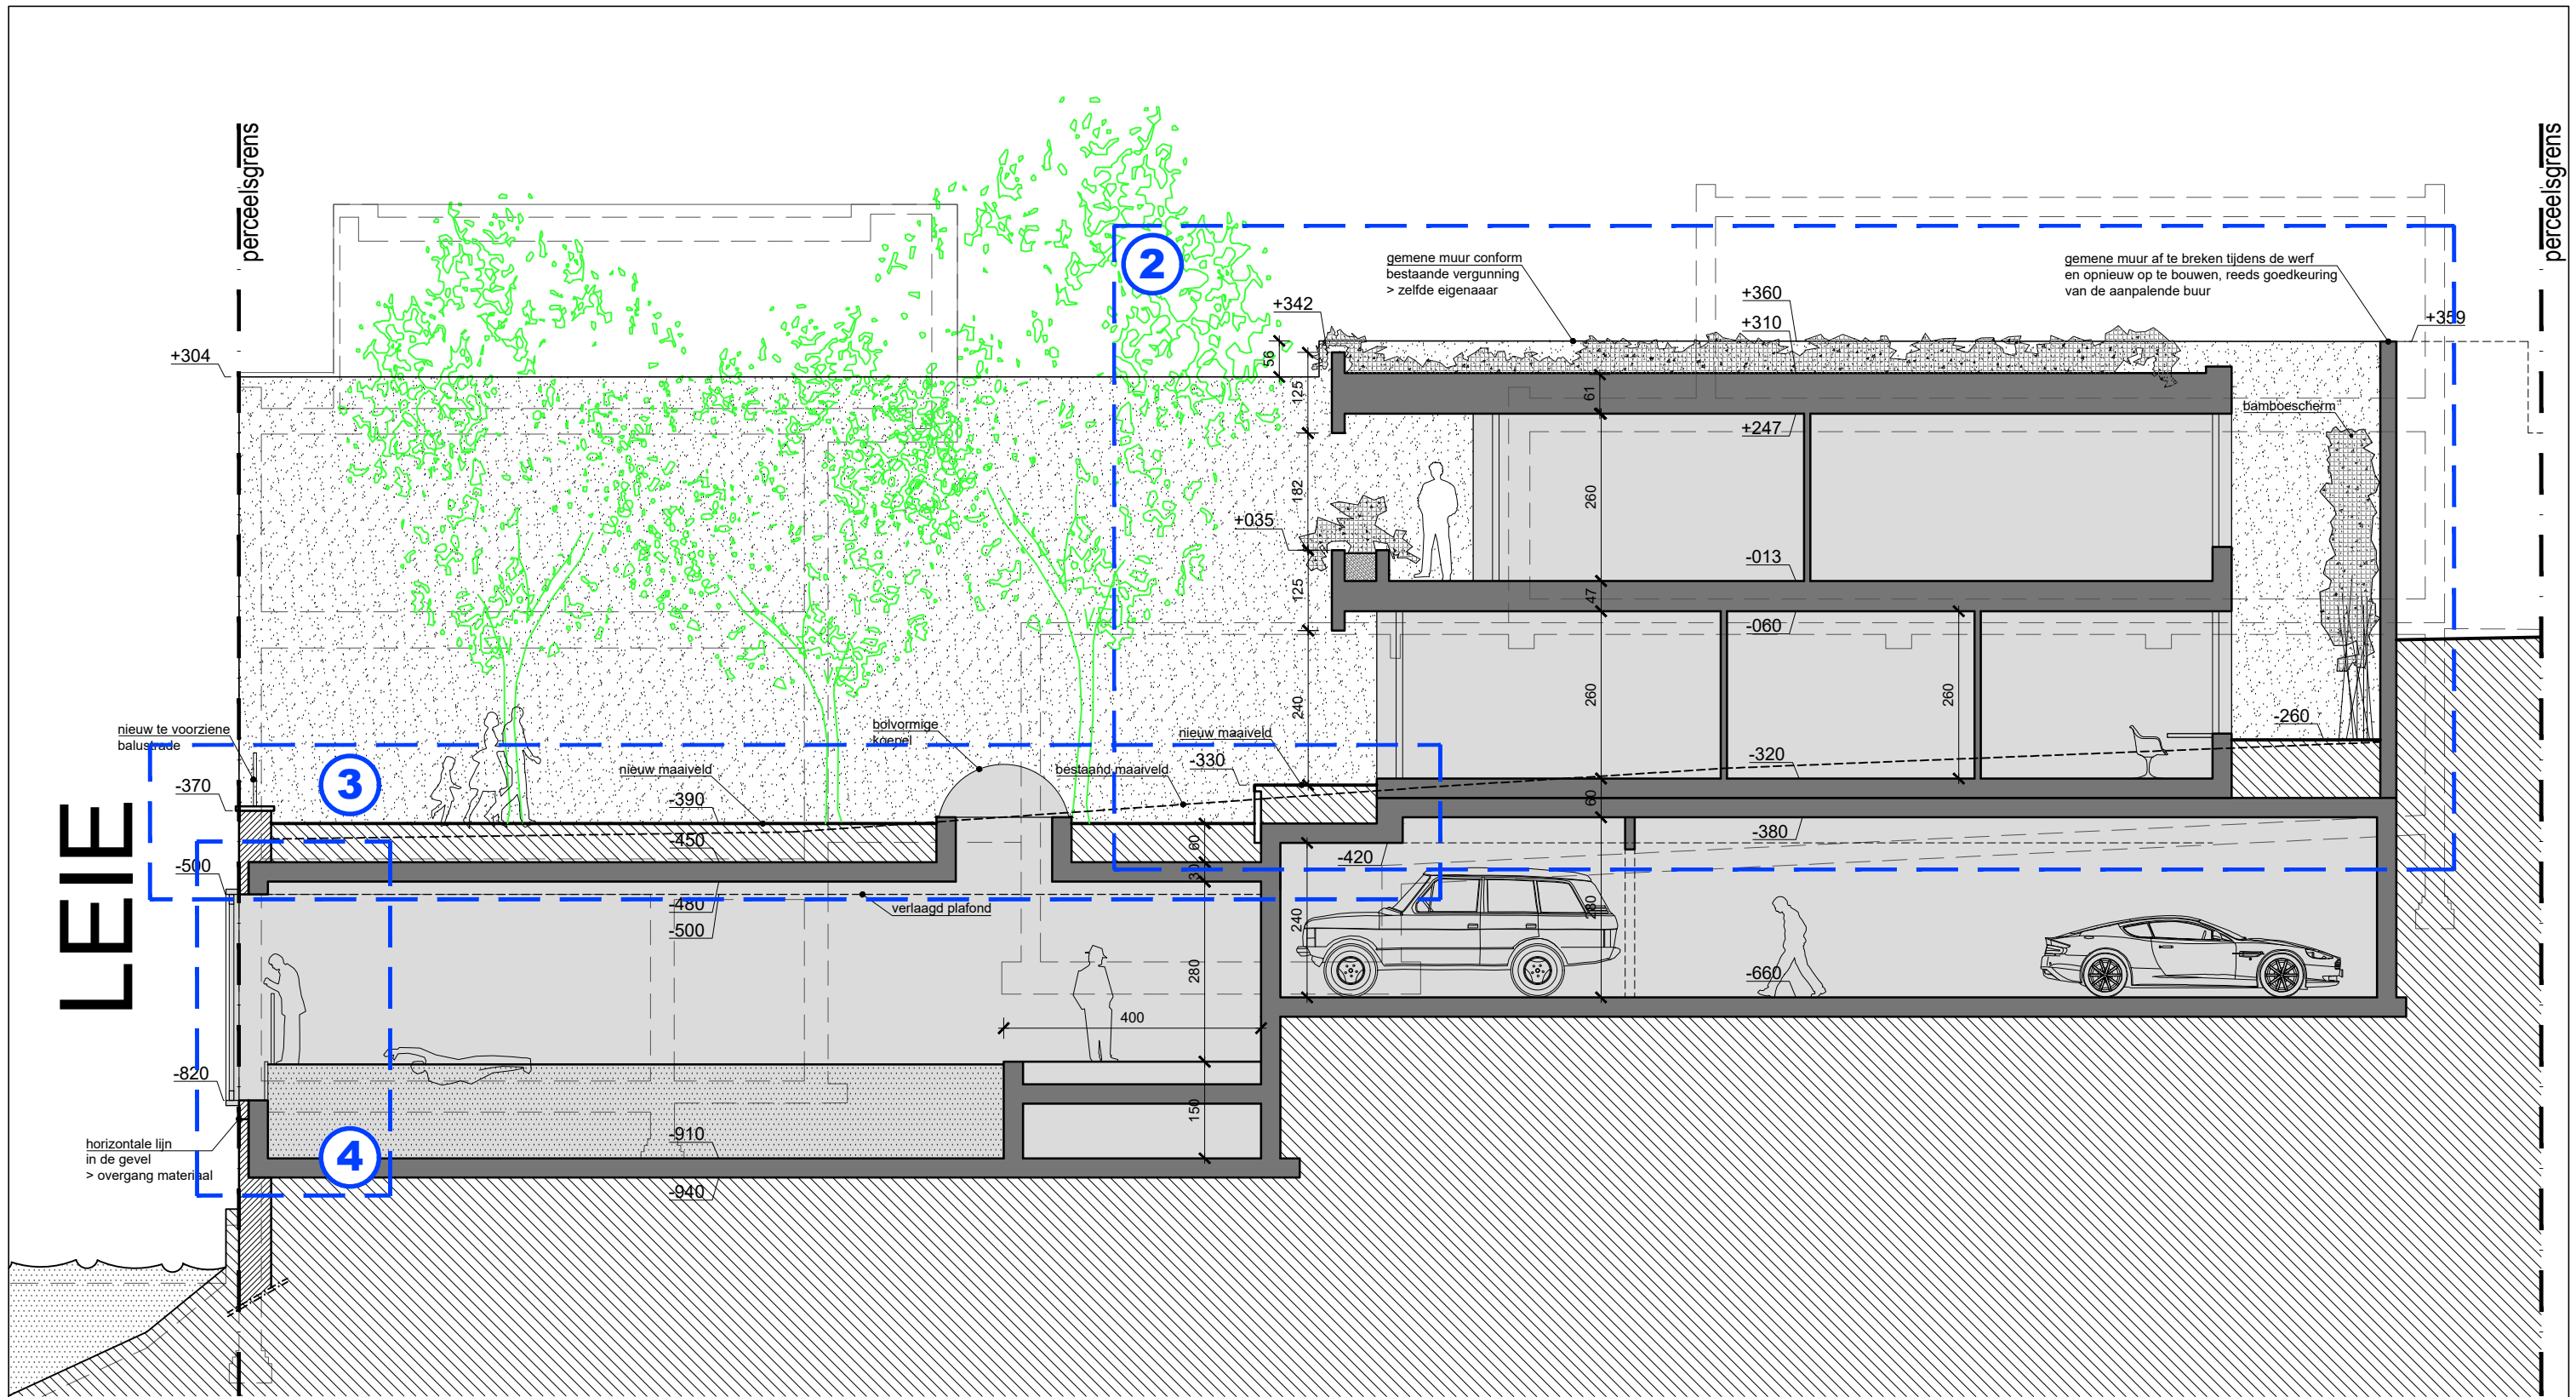 perceelsgrens
perceelsgrens
2
gemene muur conform
bestaande vergunning
> zelfde eigenaaar
gemene muur af te breken tijdens de werf
en opnieuw op te bouwen, reeds goedkeuring
van de aanpalende buur
+342
+360
+310
+359
+304
56
125
61
bamboescherm
+247
182
260
+035
-013
125
47
-060
240
260
260
-260
nieuw te voorziene
balustrade
bolvormige
koepel
nieuw maaiveld
nieuw maaiveld
bestaand maaiveld
-330
-320
3
-370
-390
60
-450
60
-380
-420
-500
30
-480
verlaagd plafond
-500
LEIE
240
280
280
-660
400
-820
150
horizontale lijn
in de gevel
> overgang materiaal
4
-910
-940